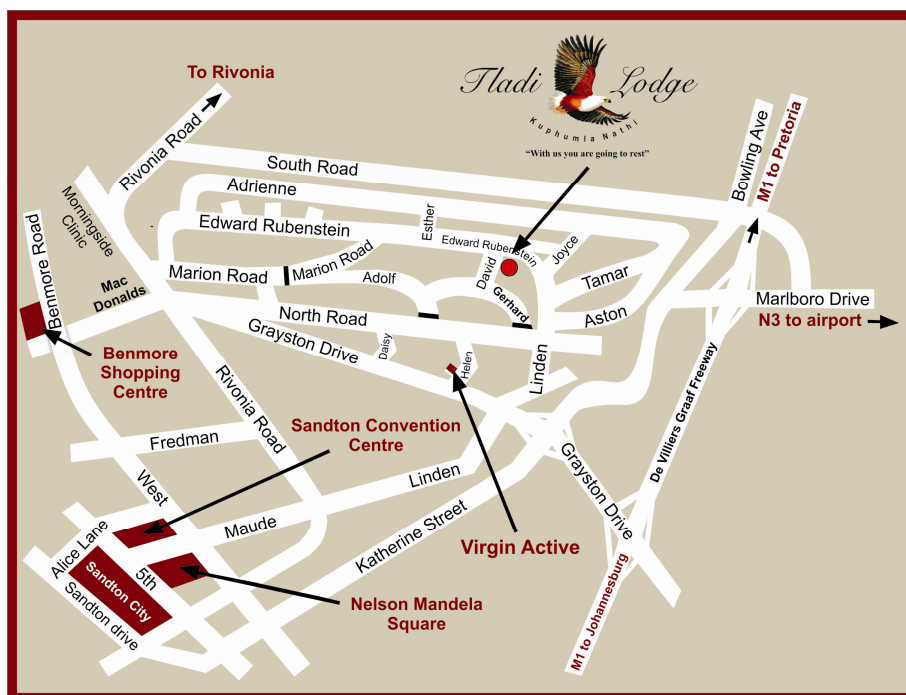 To Rivonia
Tladi Lodge
Kuphumla Nathi
“With us you are going to rest”
Rivonia Road
South Road
Bowling Ave
M1 to Pretoria
Adrienne
Morningside
Clinic
Esther
Edward Rubenstein
Edward Rubenstein
Joyce
Benmore Road
Marion Road
Marion Road
Adolf
David
Tamar
Mac
Donalds
Gerhard
Marlboro Drive
N3 to airport
North Road
Aston
Grayston Drive
Daisy
Helen
Linden
Benmore
Shopping
Centre
Rivonia Road
De Villiers Graaf Freeway
Sandton Convention
Centre
Fredman
West
Linden
Grayston Drive
Maude
Katherine Street
Virgin Active
Alice Lane
5th
Sandton City
Sandton drive
Nelson Mandela
Square
M1 to Johannesburg